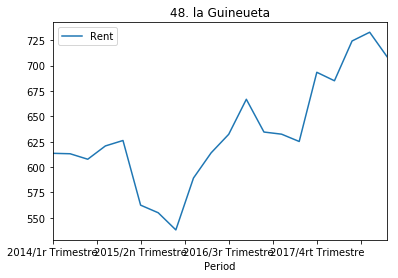 48. la Guineueta
Rent
725
700
675
650
625
600
575
550
2014/1r Trimestre 2015/2n Trimestre 2016/3r Trimestre 2017/4rt Trimestre
Period